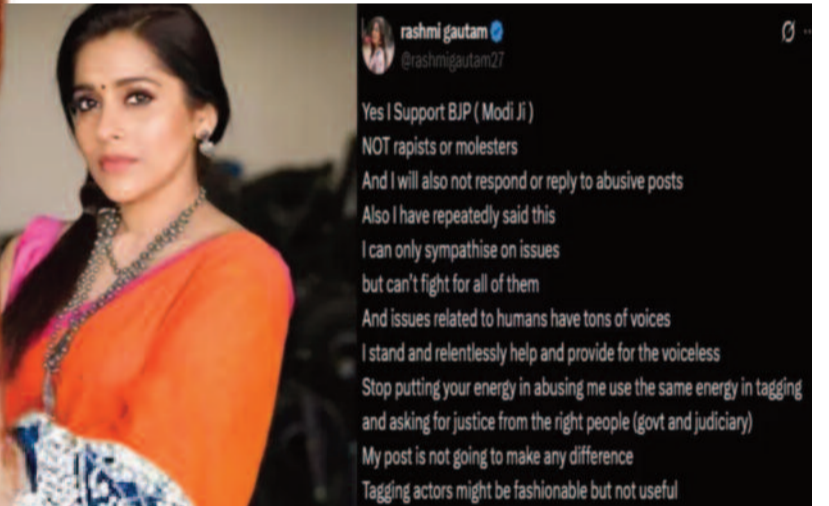 rashmi gautam
@rashmigautam27
Yes I Support BJP ( Modi Ji )
NOT rapists or molesters
And I will also not respond or reply to abusive posts
Also I have repeatedly said this
I can only sympathise on issues
but can't fight for all of them
And issues related to humans have tons of voices
I stand and relentlessly help and provide for the voiceless
Stop putting your energy in abusing me use the same energy in tagging
and asking for justice from the right people (govt and judiciary)
My post is not going to make any difference
Tagging actors might be fashionable but not useful